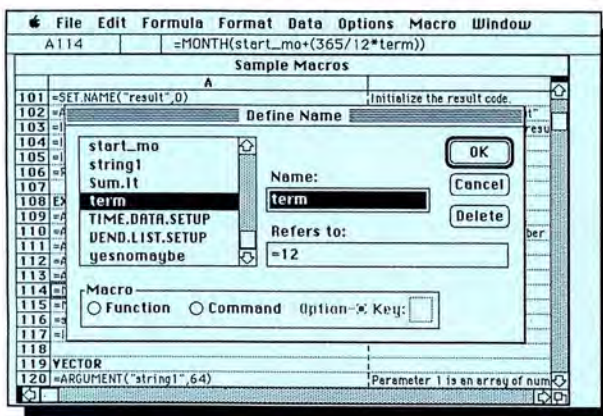 File Edit Formula Format Data Options Macro Window
A114 =MONTH(start_mo+(365/12*term))
Sample Macros
A
101 =SET.NAME("result",0) Initialize the result code.
102 =A
Define Name
103 =I
104 =I
105 =I
106 =R
107
108 EX
109 =A
110 =A
111 =A
112 =A
113 =A
114
115
116 =s
117 =I
118
119 VECTOR
120 =ARGUMENT("string1",64) Parameter 1 is an array of num
start_mo
string1
Sum.It
term
TIME.DATA.SETUP
VEND.LIST.SETUP
yesnomaybe
Name:
term
Refers to:
=12
OK
Cancel
Delete
Macro
Function Command Option-⌘ Key: